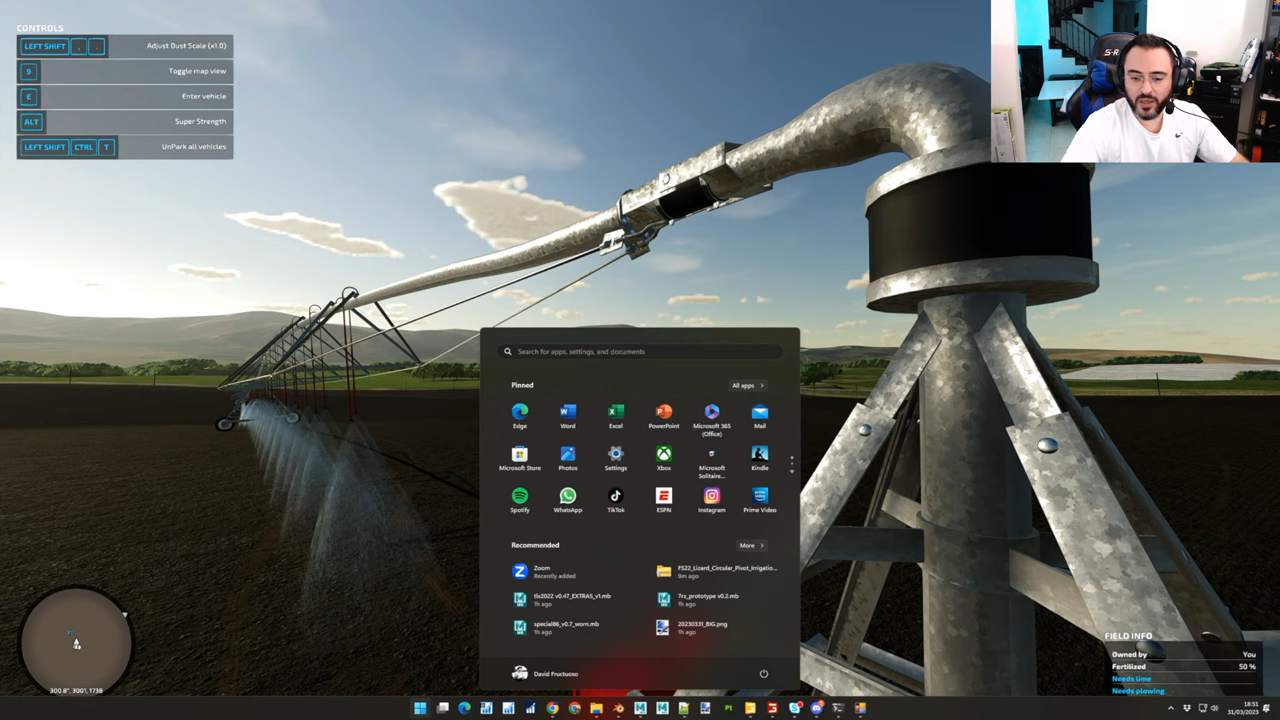 CONTROLS
LEFT SHIFT , . Adjust Dust Scale (x1.0)
9 Toggle map view
E Enter vehicle
ALT Super Strength
LEFT SHIFT CTRL T UnPark all vehicles
Search for apps, settings, and documents
Pinned
All apps >
Edge Word Excel PowerPoint Microsoft 365 Mail
(Office)
Microsoft Store Photos Settings Xbox Microsoft Kindle
Solitaire...
Spotify WhatsApp TikTok ESPN Instagram Prime Video
Recommended
More >
Zoom
Recently added
FS22_Lizard_Circular_Pivot_Irrigatio...
9m ago
tls2022 v0.47_EXTRAS_v1.mb
1h ago
7rx_prototype v0.2.mb
1h ago
special86_v0.7_worn.mb
1h ago
20230331_BIG.png
1h ago
David Fructuoso
300.8°, 3001, 1738
FIELD INFO
Owned by You
Fertilized 50 %
Needs lime
Needs plowing
18:51
31/03/2023